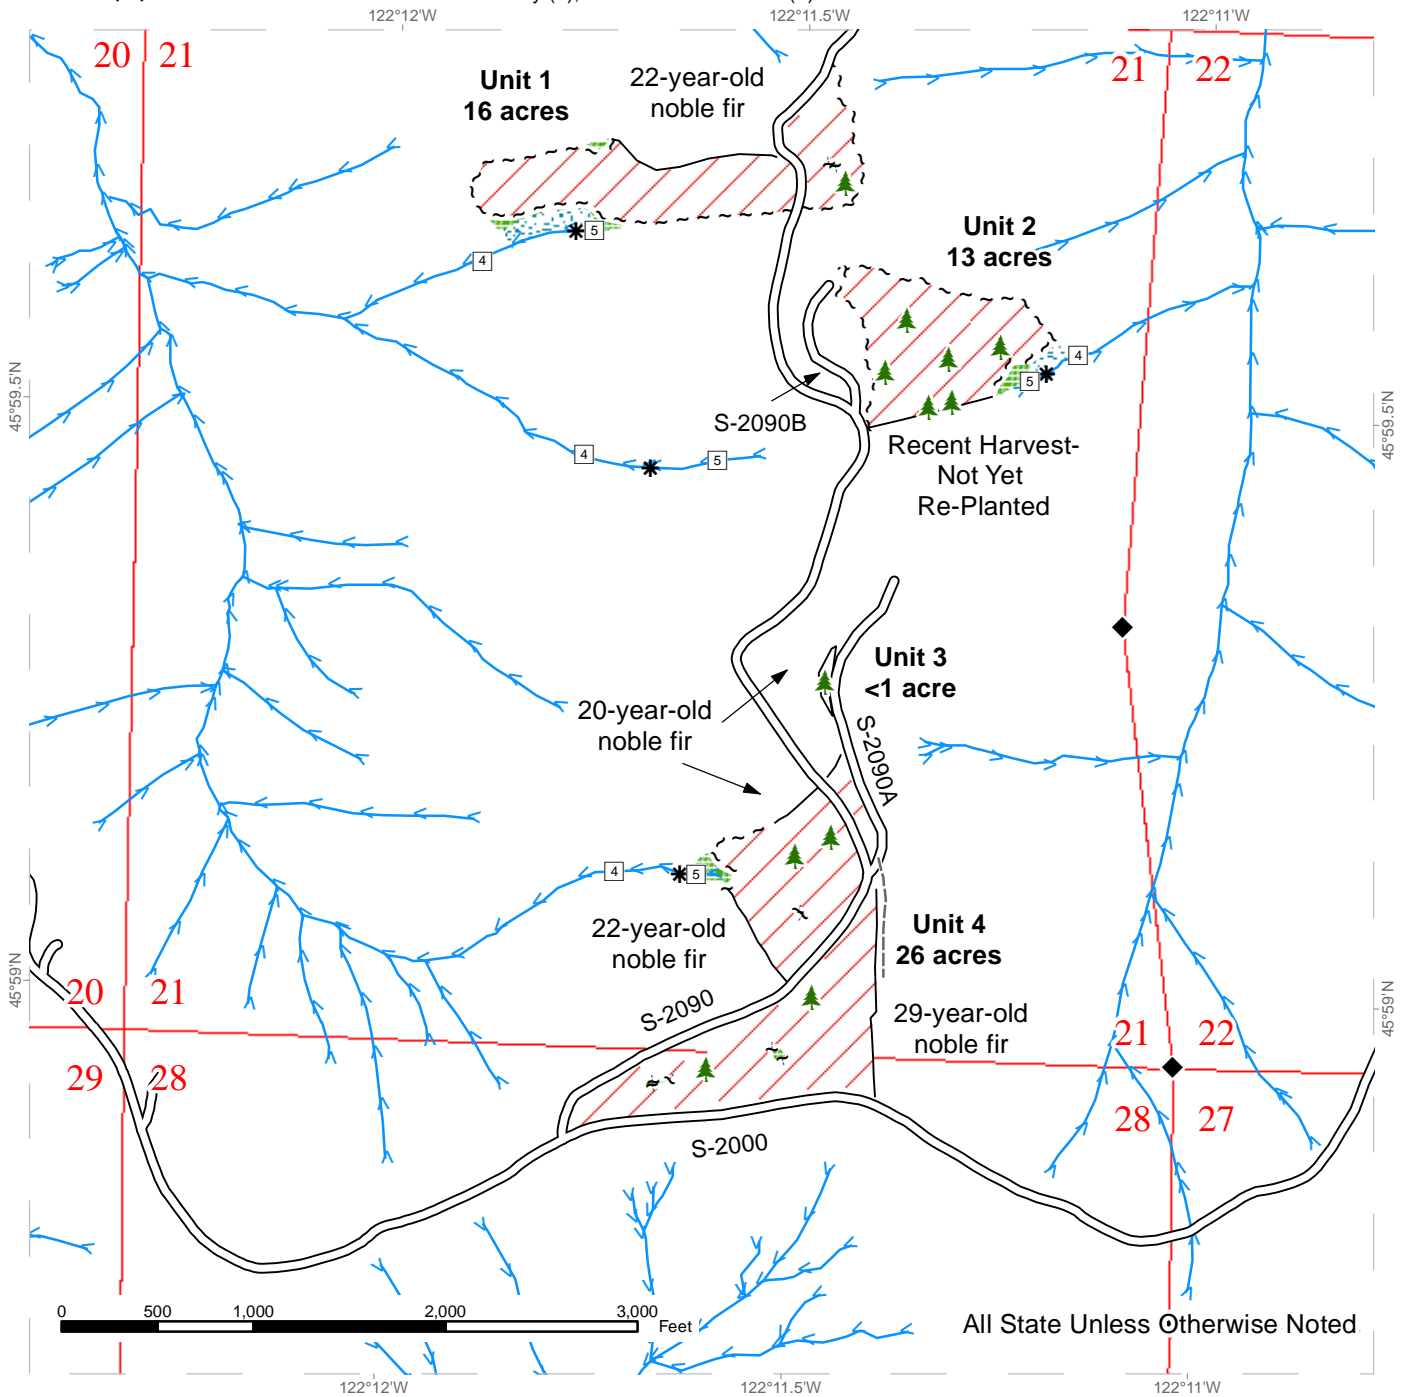 122°12'W
122°11.5'W
122°11'W
20
21
Unit 1
16 acres
22-year-old
noble fir
21
22
5
4
Unit 2
13 acres
4
5
45°59.5'N
45°59.5'N
S-2090B
Recent Harvest-
Not Yet
Re-Planted
4
5
Unit 3
<1 acre
20-year-old
noble fir
S-2090A
4
5
22-year-old
noble fir
Unit 4
26 acres
45°59'N
45°59'N
20
21
S-2090
29-year-old
noble fir
21
22
29
28
28
27
S-2000
0
500
1,000
2,000
3,000
Feet
All State Unless Otherwise Noted
122°12'W
122°11.5'W
122°11'W